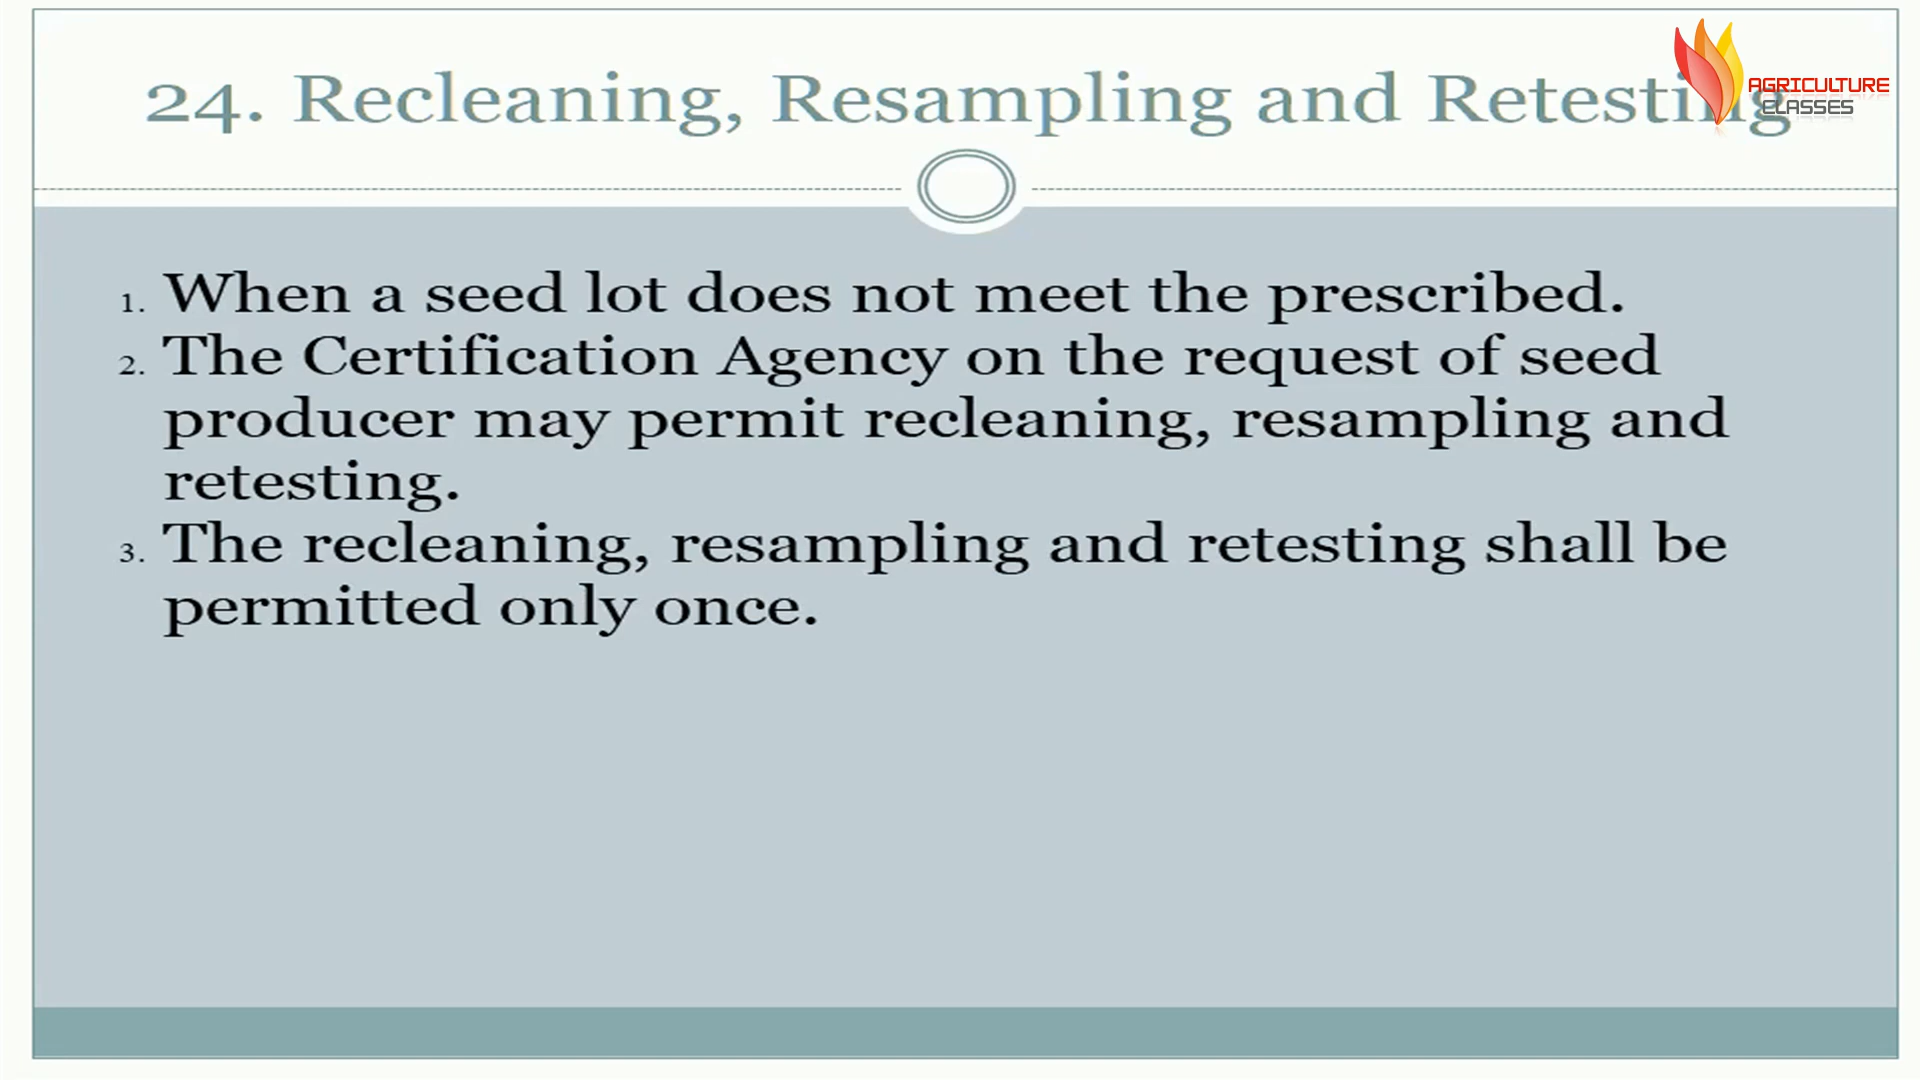 24. Recleaning, Resampling and Retesting
AGRICULTURE
CLASSES
1. When a seed lot does not meet the prescribed.
2. The Certification Agency on the request of seed
producer may permit recleaning, resampling and
retesting.
3. The recleaning, resampling and retesting shall be
permitted only once.